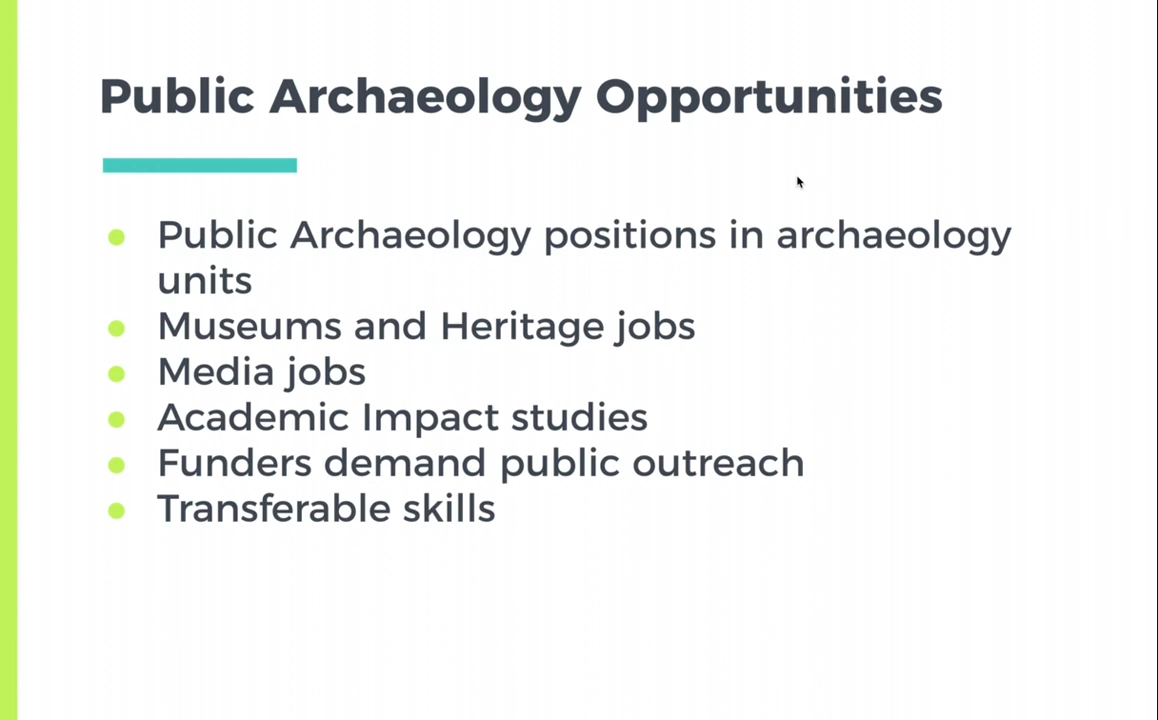 Public Archaeology Opportunities
● Public Archaeology positions in archaeology
units
● Museums and Heritage jobs
● Media jobs
● Academic Impact studies
● Funders demand public outreach
● Transferable skills